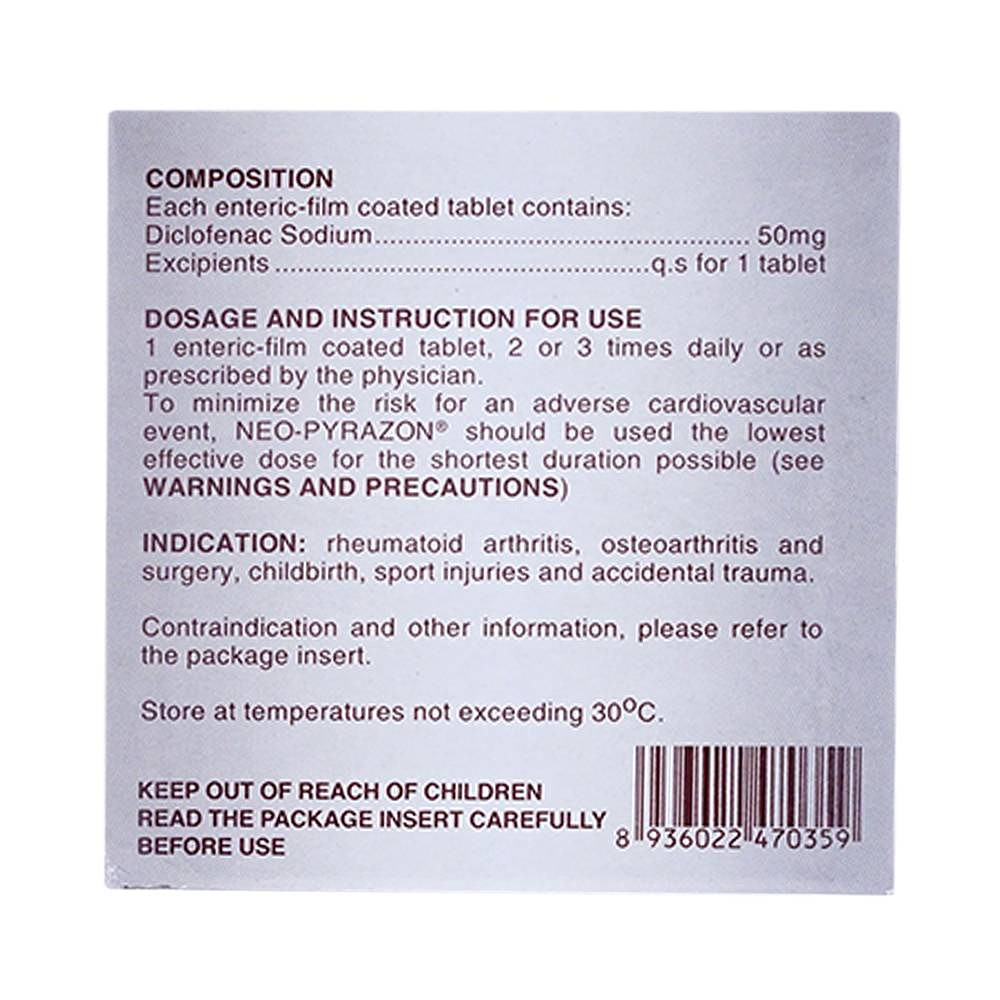 COMPOSITION
Each enteric-film coated tablet contains:
Diclofenac Sodium.................................................. 50mg
Excipients ..................................................q.s for 1 tablet
DOSAGE AND INSTRUCTION FOR USE
1 enteric-film coated tablet, 2 or 3 times daily or as
prescribed by the physician.
To minimize the risk for an adverse cardiovascular
event, NEO-PYRAZON® should be used the lowest
effective dose for the shortest duration possible (see
WARNINGS AND PRECAUTIONS)
INDICATION: rheumatoid arthritis, osteoarthritis and
surgery, childbirth, sport injuries and accidental trauma.
Contraindication and other information, please refer to
the package insert.
Store at temperatures not exceeding 30°C.
KEEP OUT OF REACH OF CHILDREN
READ THE PACKAGE INSERT CAREFULLY
BEFORE USE
8 936022 470359